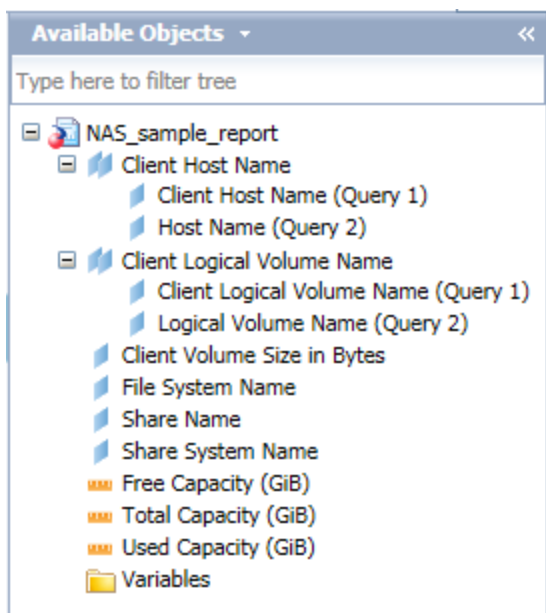 Available Objects
Type here to filter tree
NAS_sample_report
Client Host Name
Client Host Name (Query 1)
Host Name (Query 2)
Client Logical Volume Name
Client Logical Volume Name (Query 1)
Logical Volume Name (Query 2)
Client Volume Size in Bytes
File System Name
Share Name
Share System Name
Free Capacity (GiB)
Total Capacity (GiB)
Used Capacity (GiB)
Variables